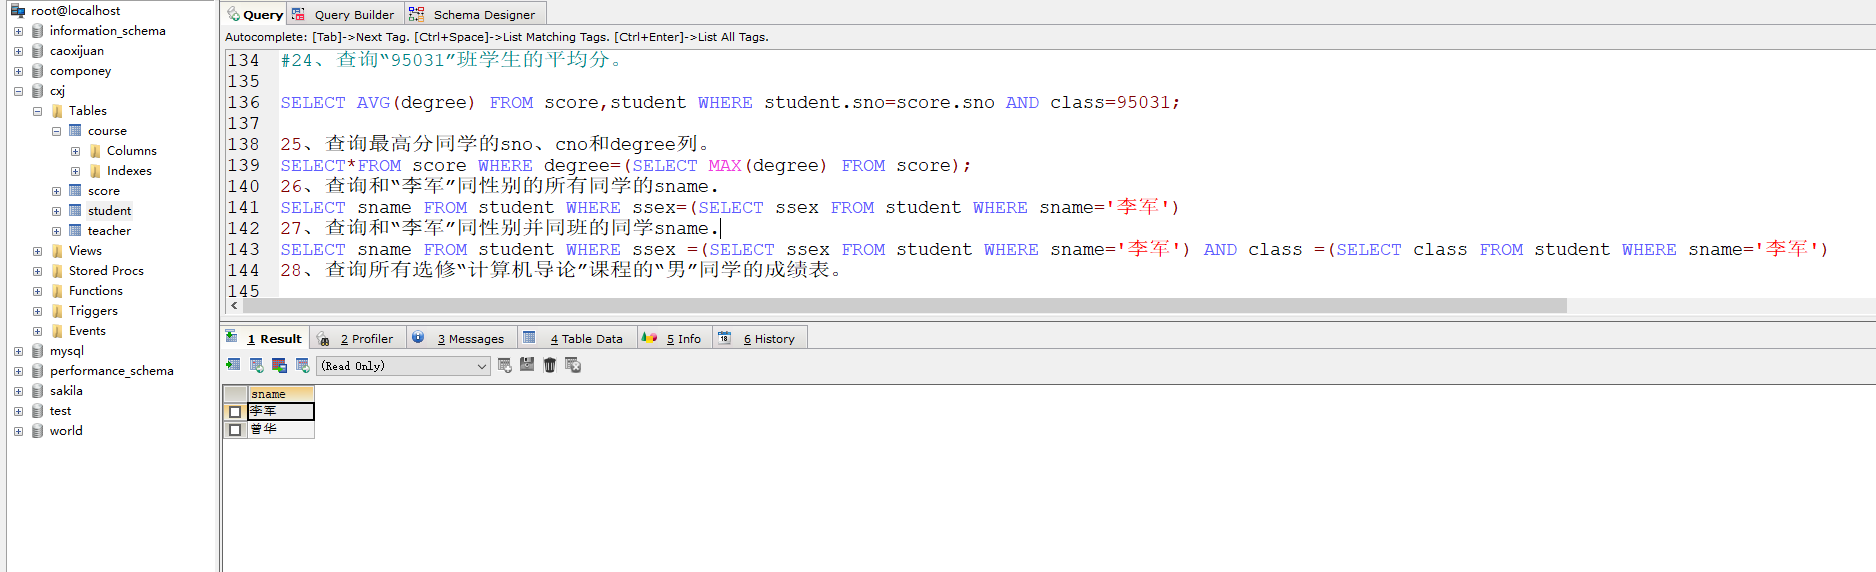 root@localhost
information_schema
caoxijuan
componey
cxj
Tables
course
Columns
Indexes
score
student
teacher
Views
Stored Procs
Functions
Triggers
Events
mysql
performance_schema
sakila
test
world
Query Query Builder Schema Designer
Autocomplete: [Tab]->Next Tag. [Ctrl+Space]->List Matching Tags. [Ctrl+Enter]->List All Tags.
134 #24、查询“95031”班学生的平均分。
135
136 SELECT AVG(degree) FROM score,student WHERE student.sno=score.sno AND class=95031;
137
138 25、查询最高分同学的sno、cno和degree列。
139 SELECT*FROM score WHERE degree=(SELECT MAX(degree) FROM score);
140 26、查询和“李军”同性别的所有同学的sname.
141 SELECT sname FROM student WHERE ssex=(SELECT ssex FROM student WHERE sname='李军')
142 27、查询和“李军”同性别并同班的同学sname.
143 SELECT sname FROM student WHERE ssex =(SELECT ssex FROM student WHERE sname='李军') AND class =(SELECT class FROM student WHERE sname='李军')
144 28、查询所有选修“计算机导论”课程的“男”同学的成绩表。
145
1 Result 2 Profiler 3 Messages 4 Table Data 5 Info 18 6 History
(Read Only)
sname
李军
曾华